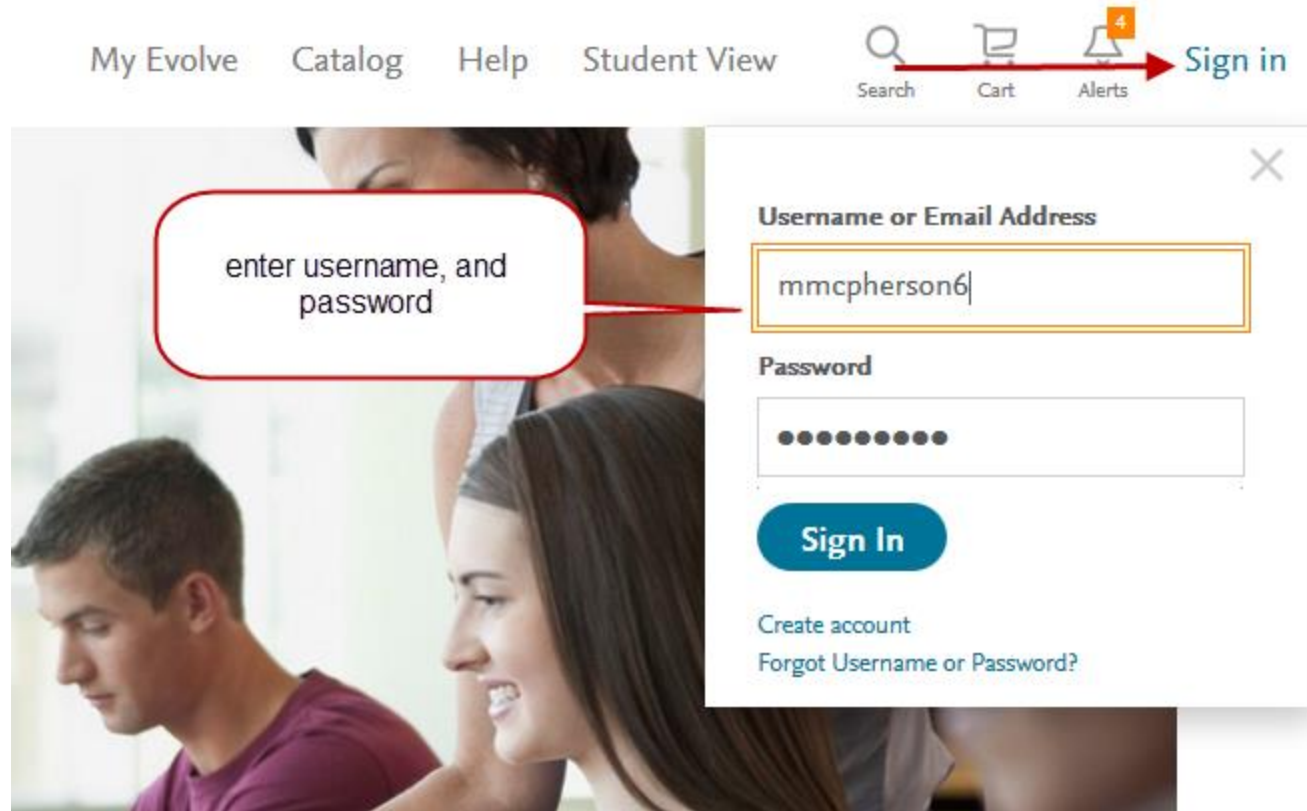 My Evolve Catalog Help Student View Search Cart 4 Alerts Sign in
enter username, and
password
Username or Email Address
mmcpherson6
Password
Sign In
Create account
Forgot Username or Password?